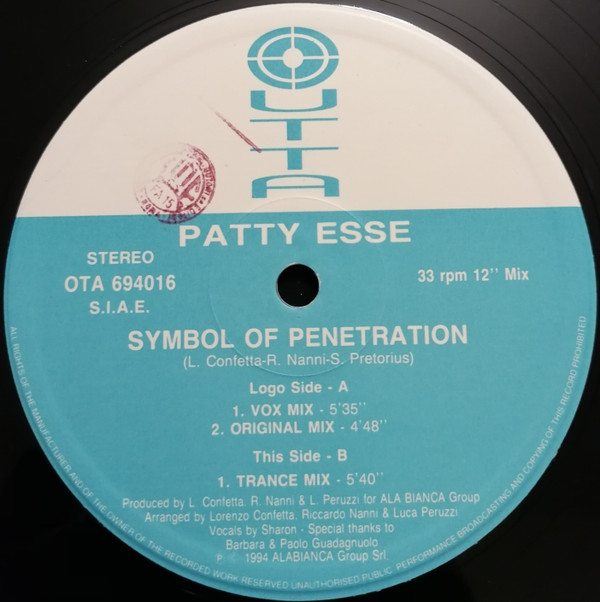 OUTTA
PATTY ESSE
STEREO
OTA 694016
S.I.A.E.
33 rpm 12'' Mix
SYMBOL OF PENETRATION
(L. Confetta-R. Nanni-S. Pretorius)
Logo Side - A
1. VOX MIX - 5'35''
2. ORIGINAL MIX - 4'48''
This Side - B
1. TRANCE MIX - 5'40''
Produced by L. Confetta. R. Nanni & L. Peruzzi for ALA BIANCA Group
Arranged by Lorenzo Confetta. Riccardo Nanni & Luca Peruzzi
Vocals by Sharon - Special thanks to
Barbara & Paolo Guadagnuolo
P. © 1994 ALABIANCA Group Srl.
ALL RIGHTS OF THE MANUFACTURER AND OF THE OWNER OF THE RECORDED WORK RESERVED UNAUTHORISED PUBLIC PERFORMANCE BROADCASTING AND COPYING OF THIS RECORD PROHIBITED